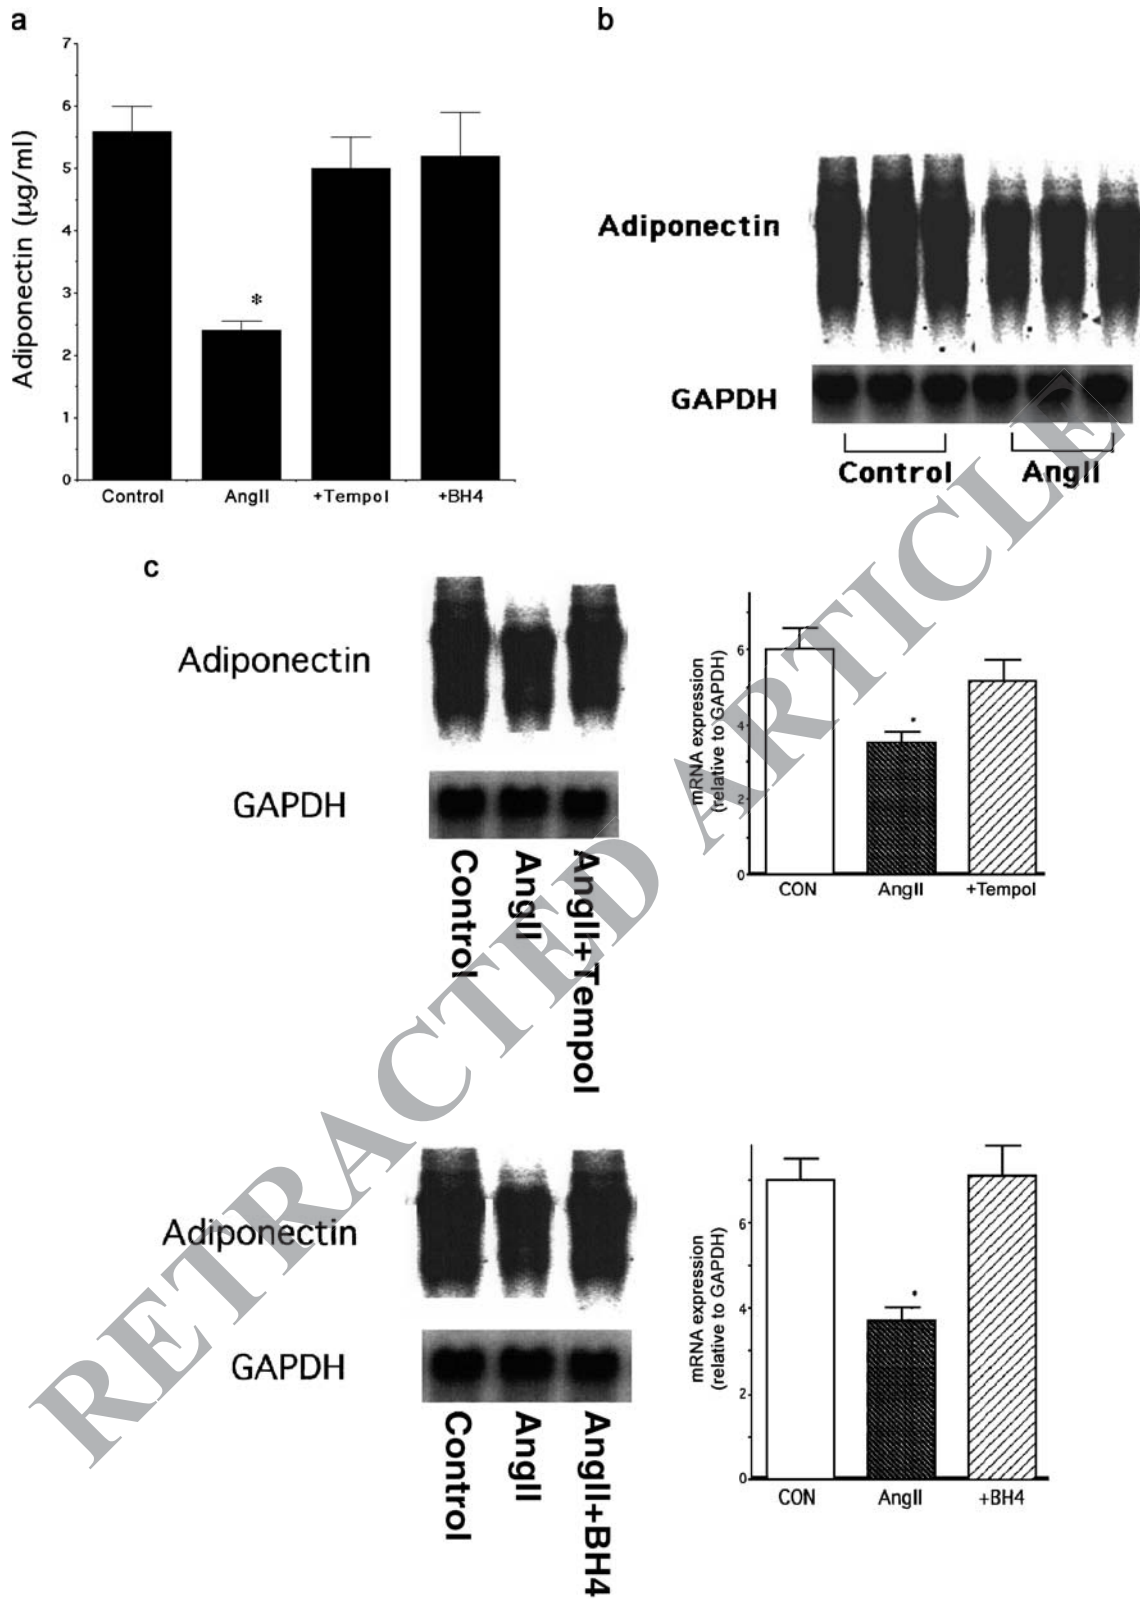 a
7
6
5
4
3
2
1
0
Adiponectin (µg/ml)
*
Control AngII +Tempol +BH4
b
Adiponectin
GAPDH
Control AngII
c
Adiponectin
GAPDH
Control
AngII
AngII+Tempol
mRNA expression
(relative to GAPDH)
6
4
2
0
CON AngII +Tempol
Adiponectin
GAPDH
Control
AngII
AngII+BH4
mRNA expression
(relative to GAPDH)
6
4
2
0
CON AngII +BH4
RETRACTED ARTICLE